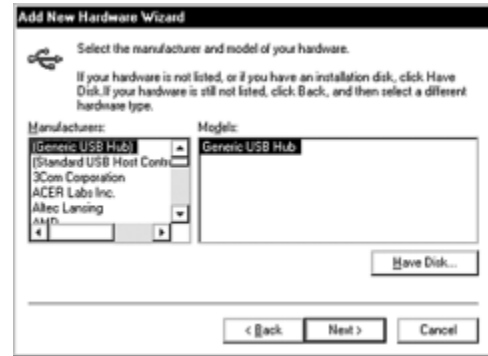 Add New Hardware Wizard
Select the manufacturer and model of your hardware.
If your hardware is not listed, or if you have an installation disk, click Have
Disk.If your hardware is still not listed, click Back, and then select a different
hardware type.
Manufacturers:
(Generic USB Hub)
(Standard USB Host Contro
3Com Corporation
ACER Labs Inc.
Altec Lansing
AMD
Models:
Generic USB Hub
Have Disk...
< Back
Next >
Cancel